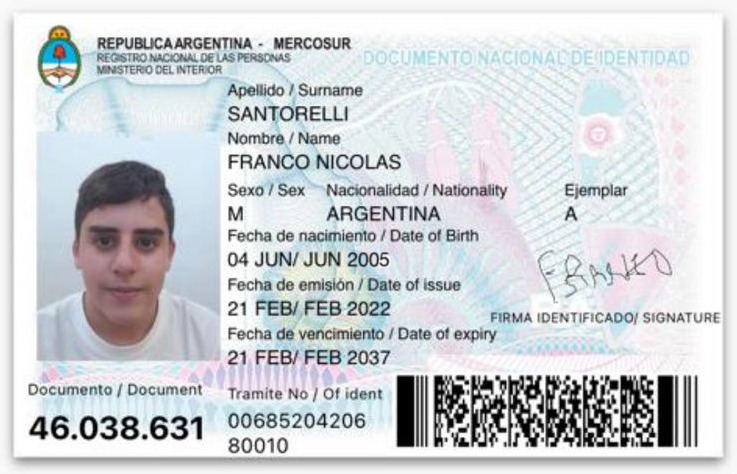 REPUBLICA ARGENTINA - MERCOSUR
REGISTRO NACIONAL DE LAS PERSONAS
MINISTERIO DEL INTERIOR
DOCUMENTO NACIONAL DE IDENTIDAD
Apellido / Surname
SANTORELLI
Nombre / Name
FRANCO NICOLAS
Sexo / Sex Nacionalidad / Nationality Ejemplar
M ARGENTINA A
Fecha de nacimiento / Date of Birth
04 JUN/ JUN 2005
Fecha de emisión / Date of issue
21 FEB/ FEB 2022
FRANCO
FIRMA IDENTIFICADO/ SIGNATURE
Fecha de vencimiento / Date of expiry
21 FEB/ FEB 2037
Documento / Document
46.038.631
Tramite No / Of ident
00685204206
80010